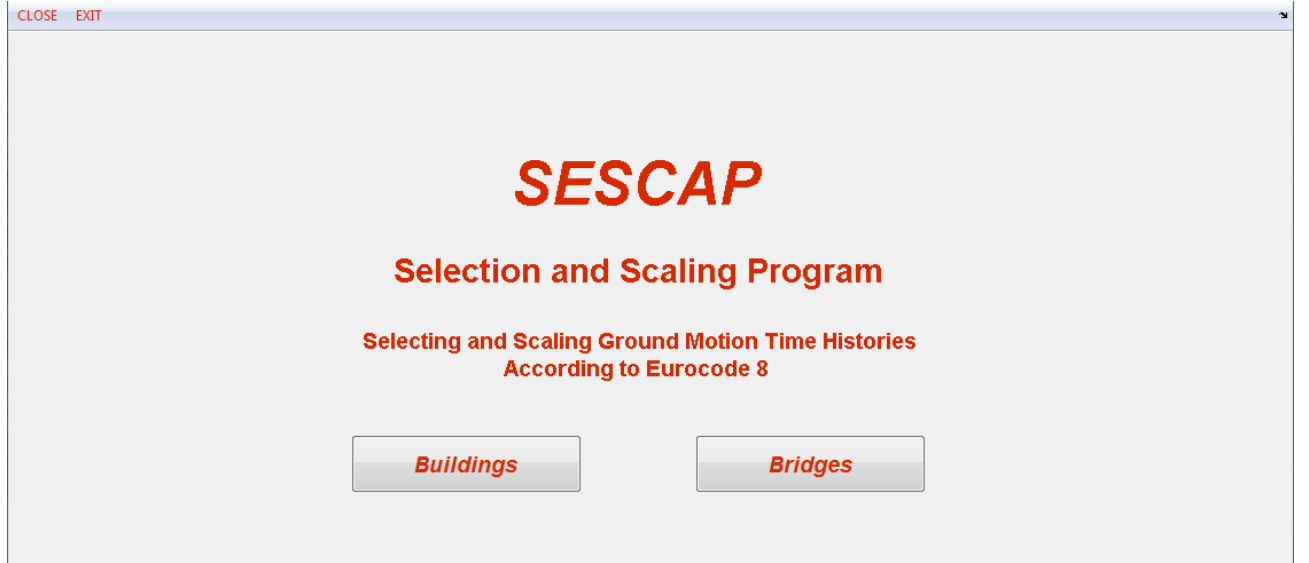 CLOSE EXIT
SESCAP
Selection and Scaling Program
Selecting and Scaling Ground Motion Time Histories
According to Eurocode 8
Buildings Bridges